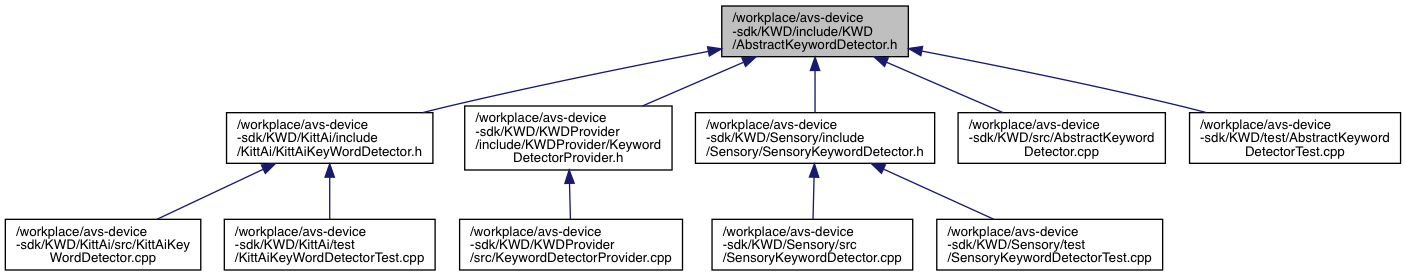 /workplace/avs-device
-sdk/KWD/include/KWD
/AbstractKeywordDetector.h
/workplace/avs-device
-sdk/KWD/KittAi/include
/KittAi/KittAiKeyWordDetector.h
/workplace/avs-device
-sdk/KWD/KWDProvider
/include/KWDProvider/Keyword
DetectorProvider.h
/workplace/avs-device
-sdk/KWD/Sensory/include
/Sensory/SensoryKeywordDetector.h
/workplace/avs-device
-sdk/KWD/src/AbstractKeyword
Detector.cpp
/workplace/avs-device
-sdk/KWD/test/AbstractKeyword
DetectorTest.cpp
/workplace/avs-device
-sdk/KWD/KittAi/src/KittAiKey
WordDetector.cpp
/workplace/avs-device
-sdk/KWD/KittAi/test
/KittAiKeyWordDetectorTest.cpp
/workplace/avs-device
-sdk/KWD/KWDProvider
/src/KeywordDetectorProvider.cpp
/workplace/avs-device
-sdk/KWD/Sensory/src
/SensoryKeywordDetector.cpp
/workplace/avs-device
-sdk/KWD/Sensory/test
/SensoryKeywordDetectorTest.cpp